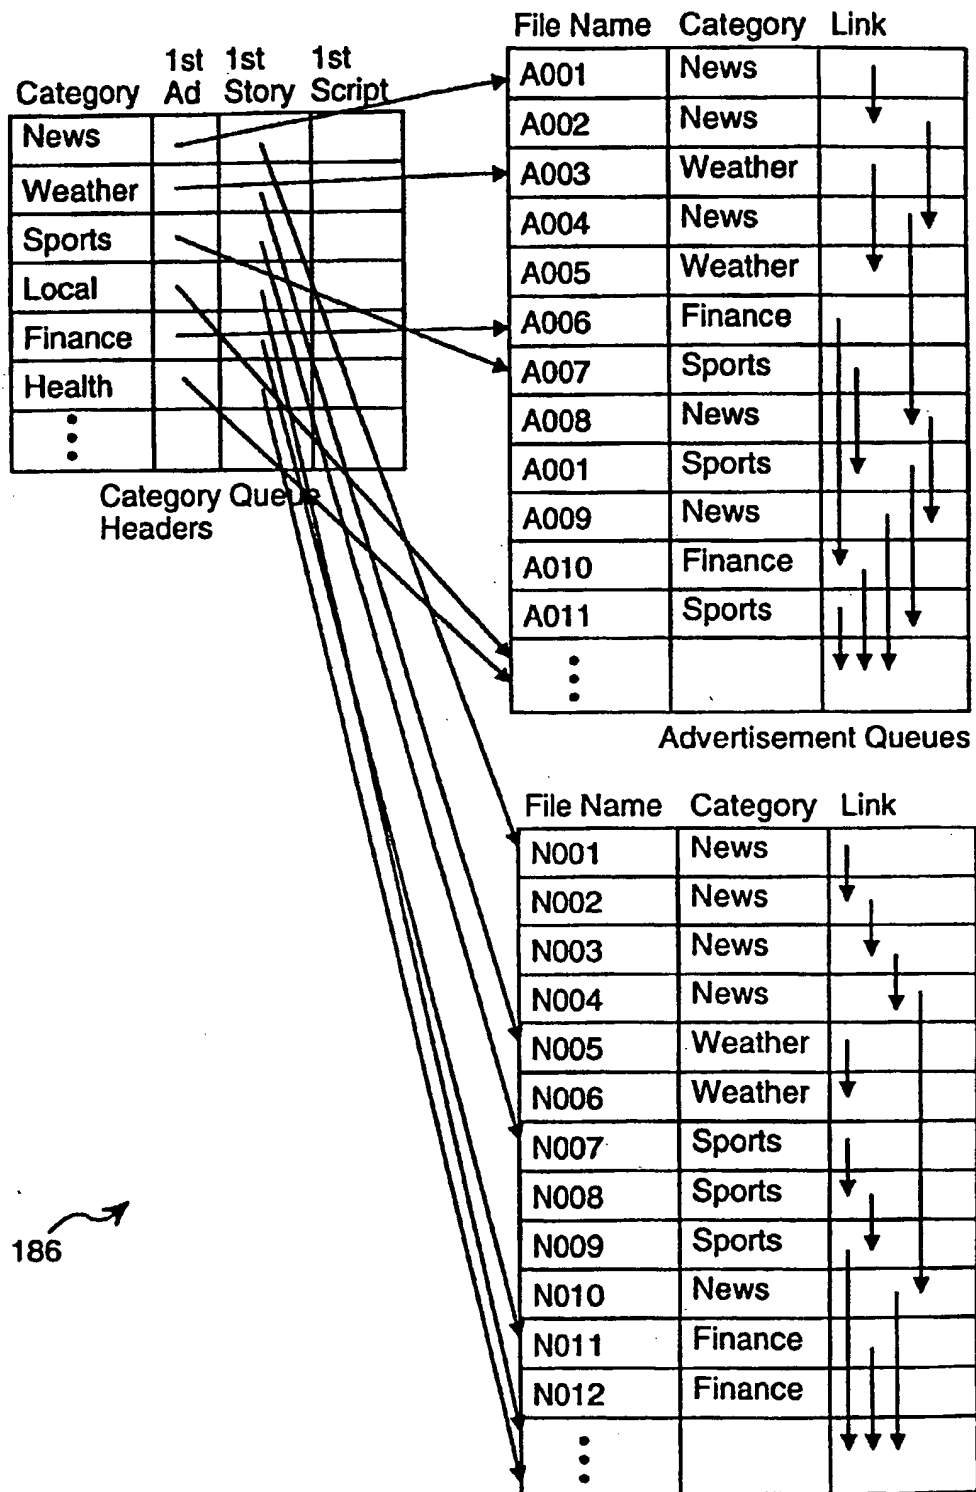 Category 1st Ad 1st Story 1st Script
News
Weather
Sports
Local
Finance
Health
Category Queue
Headers
File Name Category Link
A001 News
A002 News
A003 Weather
A004 News
A005 Weather
A006 Finance
A007 Sports
A008 News
A001 Sports
A009 News
A010 Finance
A011 Sports
Advertisement Queues
File Name Category Link
N001 News
N002 News
N003 News
N004 News
N005 Weather
N006 Weather
N007 Sports
N008 Sports
N009 Sports
N010 News
N011 Finance
N012 Finance
186